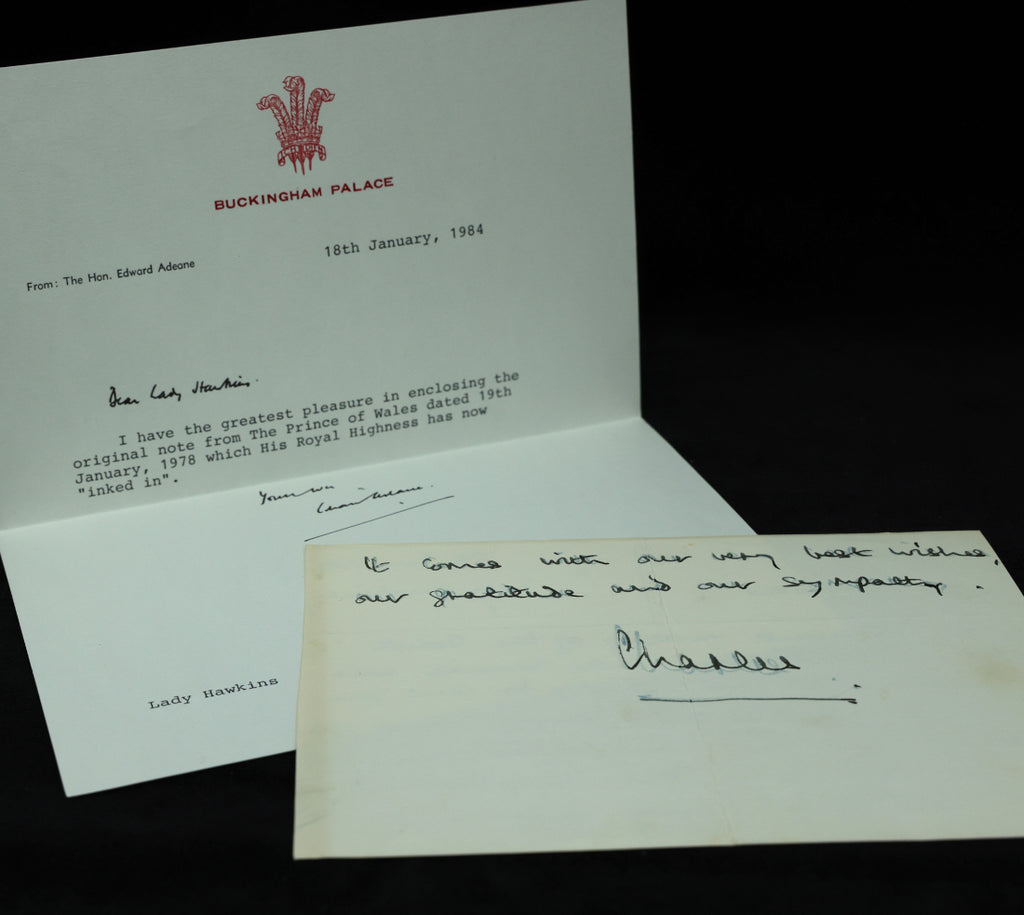 BUCKINGHAM PALACE
18th January, 1984
From: The Hon. Edward Adeane
Dear Lady Hawkins.
I have the greatest pleasure in enclosing the
original note from The Prince of Wales dated 19th
January, 1978 which His Royal Highness has now
"inked in".
Adeane.
Lady Hawkins
It comes with our very best wishes,
our gratitude and our sympathy.
Charles